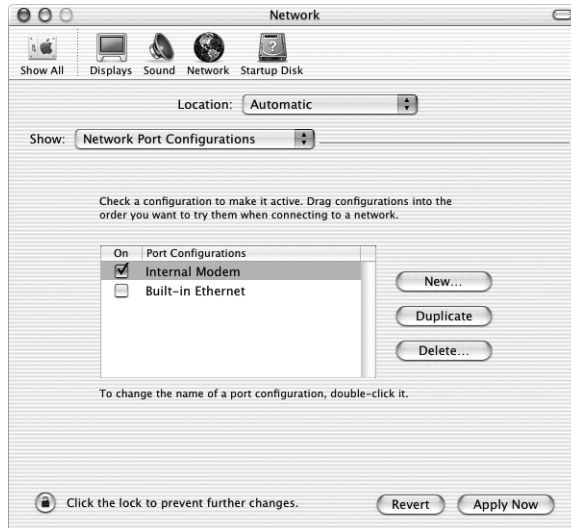 Network
Show All Displays Sound Network Startup Disk
Location: Automatic
Show: Network Port Configurations
Check a configuration to make it active. Drag configurations into the
order you want to try them when connecting to a network.
On Port Configurations
Internal Modem
Built-in Ethernet
New...
Duplicate
Delete...
To change the name of a port configuration, double-click it.
Click the lock to prevent further changes.
Revert Apply Now